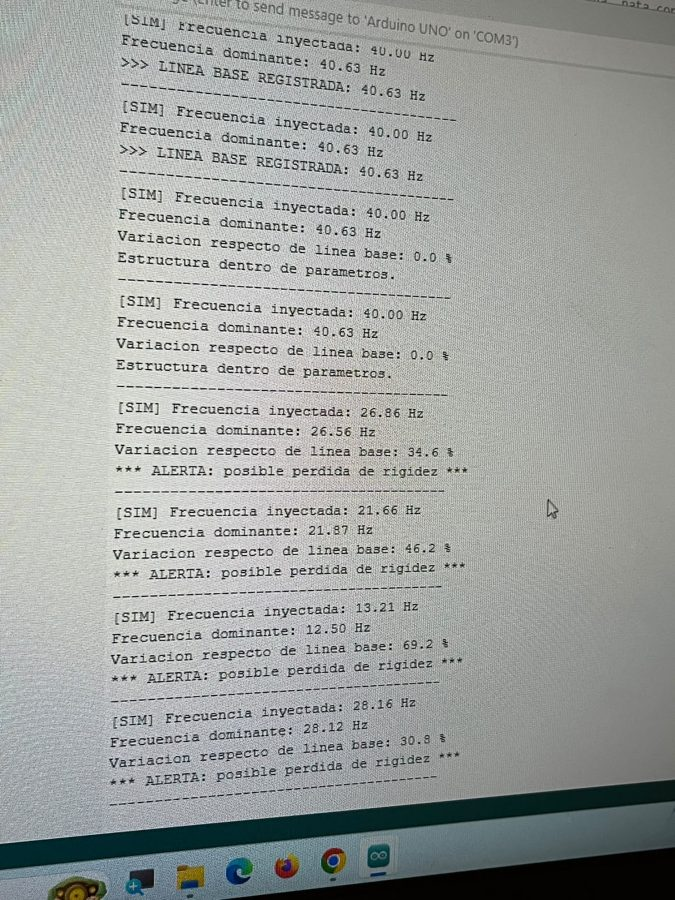 (Enter to send message to 'Arduino UNO' on 'COM3')
[SIM] Frecuencia inyectada: 40.00 Hz
Frecuencia dominante: 40.63 Hz
>>> LINEA BASE REGISTRADA: 40.63 Hz
------------------------------------
[SIM] Frecuencia inyectada: 40.00 Hz
Frecuencia dominante: 40.63 Hz
>>> LINEA BASE REGISTRADA: 40.63 Hz
------------------------------------
[SIM] Frecuencia inyectada: 40.00 Hz
Frecuencia dominante: 40.63 Hz
Variacion respecto de linea base: 0.0 %
Estructura dentro de parametros.
------------------------------------
[SIM] Frecuencia inyectada: 40.00 Hz
Frecuencia dominante: 40.63 Hz
Variacion respecto de linea base: 0.0 %
Estructura dentro de parametros.
------------------------------------
[SIM] Frecuencia inyectada: 26.86 Hz
Frecuencia dominante: 26.56 Hz
Variacion respecto de linea base: 34.6 %
*** ALERTA: posible perdida de rigidez ***
------------------------------------
[SIM] Frecuencia inyectada: 21.66 Hz
Frecuencia dominante: 21.87 Hz
Variacion respecto de linea base: 46.2 %
*** ALERTA: posible perdida de rigidez ***
------------------------------------
[SIM] Frecuencia inyectada: 13.21 Hz
Frecuencia dominante: 12.50 Hz
Variacion respecto de linea base: 69.2 %
*** ALERTA: posible perdida de rigidez ***
------------------------------------
[SIM] Frecuencia inyectada: 28.16 Hz
Frecuencia dominante: 28.12 Hz
Variacion respecto de linea base: 30.8 %
*** ALERTA: posible perdida de rigidez ***
------------------------------------